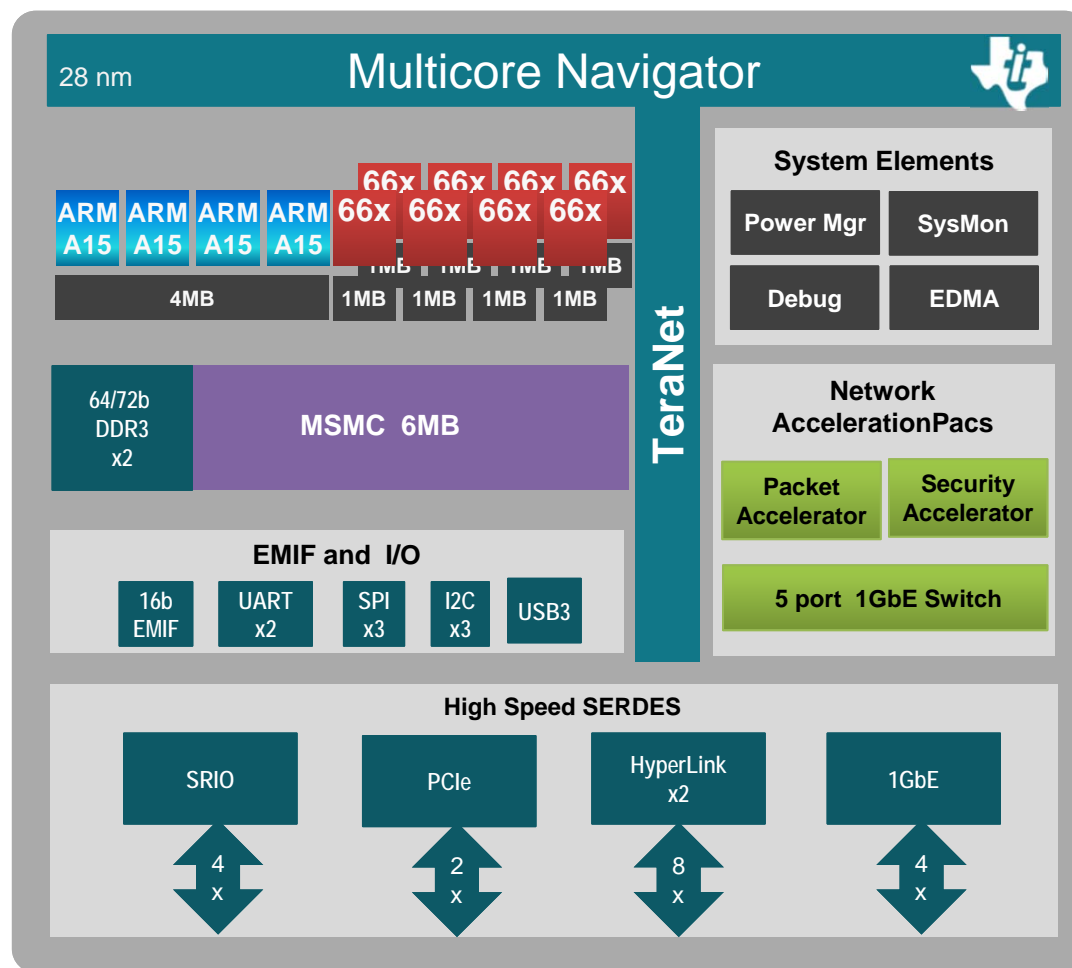 28 nm
Multicore Navigator
ti
66x 66x 66x 66x
ARM ARM ARM ARM 66x 66x 66x 66x
A15 A15 A15 A15
1MB 1MB 1MB 1MB
4MB 1MB 1MB 1MB 1MB
TeraNet
System Elements
Power Mgr SysMon
Debug EDMA
64/72b
DDR3
x2
MSMC 6MB
Network
AccelerationPacs
Packet
Accelerator
Security
Accelerator
5 port 1GbE Switch
EMIF and I/O
16b
EMIF
UART
x2
SPI
x3
I2C
x3
USB3
High Speed SERDES
SRIO
PCIe
HyperLink
x2
1GbE
4
x
2
x
8
x
4
x